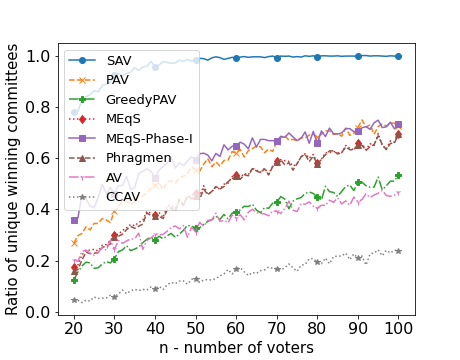 Ratio of unique winning committees
1.0
0.8
0.6
0.4
0.2
0.0
SAV
PAV
GreedyPAV
MEqS
MEqS-Phase-I
Phragmen
AV
CCAV
20 30 40 50 60 70 80 90 100
n - number of voters